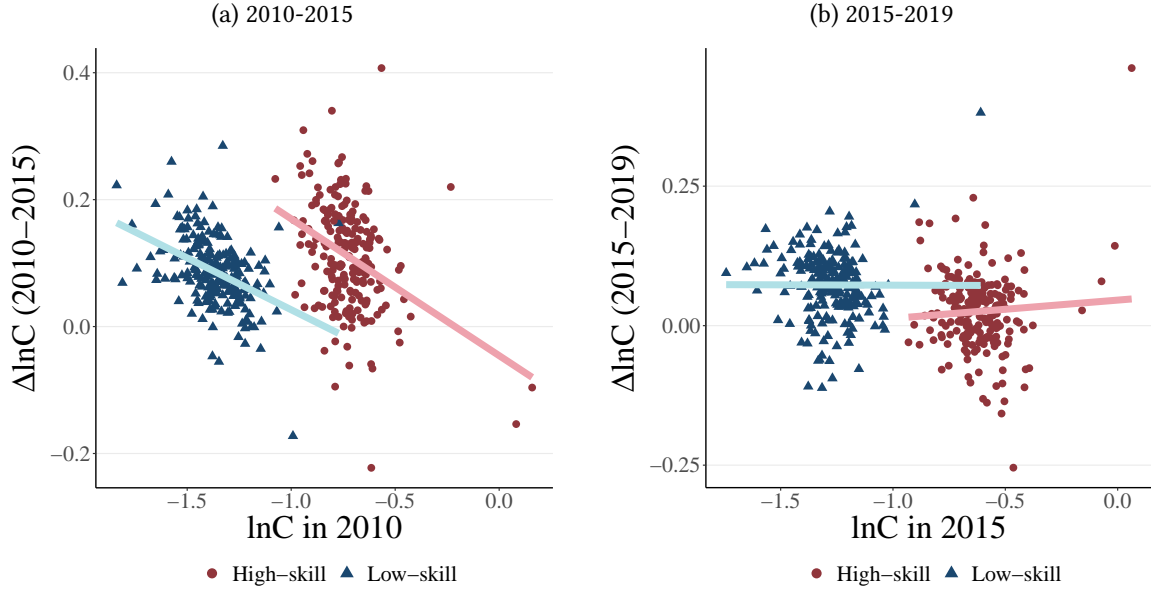 (a) 2010-2015
ΔlnC (2010−2015)
0.4
0.2
0.0
−0.2
−1.5 −1.0 −0.5 0.0
lnC in 2010
High−skill Low−skill
(b) 2015-2019
ΔlnC (2015−2019)
0.25
0.00
−0.25
−1.5 −1.0 −0.5 0.0
lnC in 2015
High−skill Low−skill